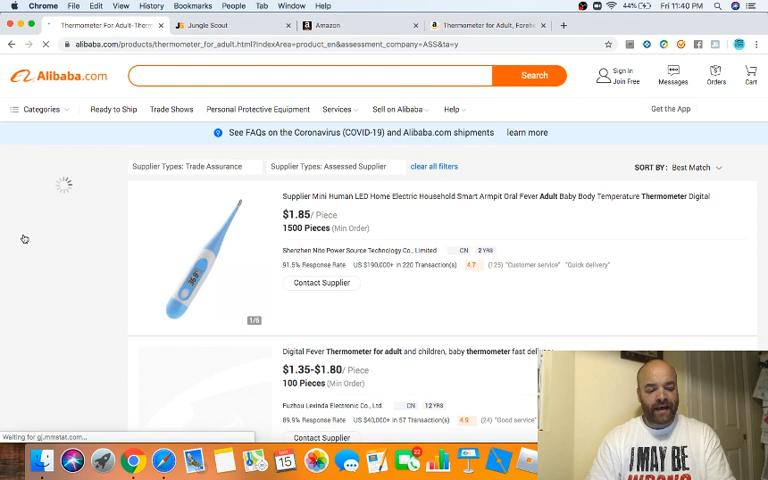 Chrome File Edit View History Bookmarks People Tab Window Help 44% Fri 11:40 PM
Thermometer For Adult-Therm Jungle Scout Amazon Thermometer for Adult, Foreh
alibaba.com/products/thermometer_for_adult.html?IndexArea=product_en&assessment_company=ASS&ta=y
Alibaba.com Search Sign In Join Free Messages Orders Cart
Categories Ready to Ship Trade Shows Personal Protective Equipment Services Sell on Alibaba Help Get the App
See FAQs on the Coronavirus (COVID-19) and Alibaba.com shipments learn more
Supplier Types: Trade Assurance Supplier Types: Assessed Supplier clear all filters SORT BY: Best Match
Supplier Mini Human LED Home Electric Household Smart Armpit Oral Fever Adult Baby Body Temperature Thermometer Digital
$1.85/ Piece
1500 Pieces (Min Order)
Shenzhen Nito Power Source Technology Co., Limited CN 2 YRS
91.5% Response Rate US $190,000+ in 220 Transaction(s) 4.7 (125) "Customer service" "Quick delivery"
Contact Supplier
1/6
Digital Fever Thermometer for adult and children, baby thermometer fast deli
$1.35-$1.80/ Piece
100 Pieces (Min Order)
Fuzhou Lexinda Electronic Co., Ltd. CN 12 YRS
89.9% Response Rate US $40,000+ in 57 Transaction(s) 4.9 (24) "Good service"
Contact Supplier
Waiting for gj.mmstat.com...
I MAY BE
WRONG